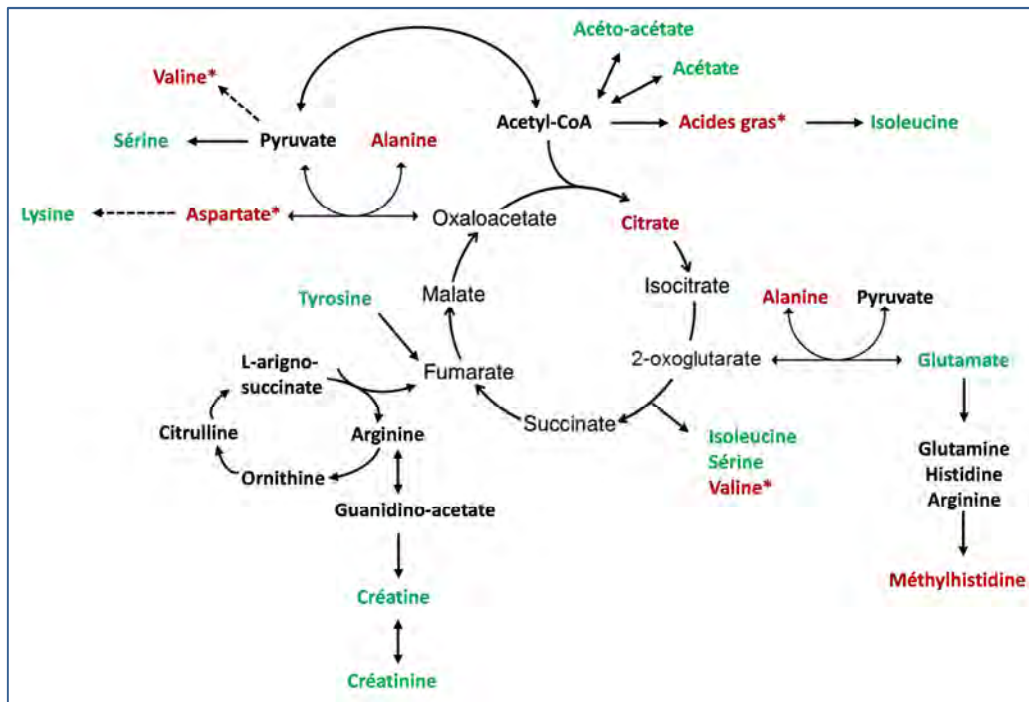 Acéto-acétate
Valine*
Acétate
Sérine
Pyruvate
Alanine
Acetyl-CoA
Acides gras*
Isoleucine
Lysine
Aspartate*
Oxaloacetate
Citrate
Tyrosine
Malate
Isocitrate
Alanine
Pyruvate
L-arigno-
succinate
Fumarate
2-oxoglutarate
Glutamate
Citrulline
Arginine
Succinate
Isoleucine
Sérine
Valine*
Ornithine
Glutamine
Histidine
Arginine
Guanidino-acetate
Méthylhistidine
Créatine
Créatinine